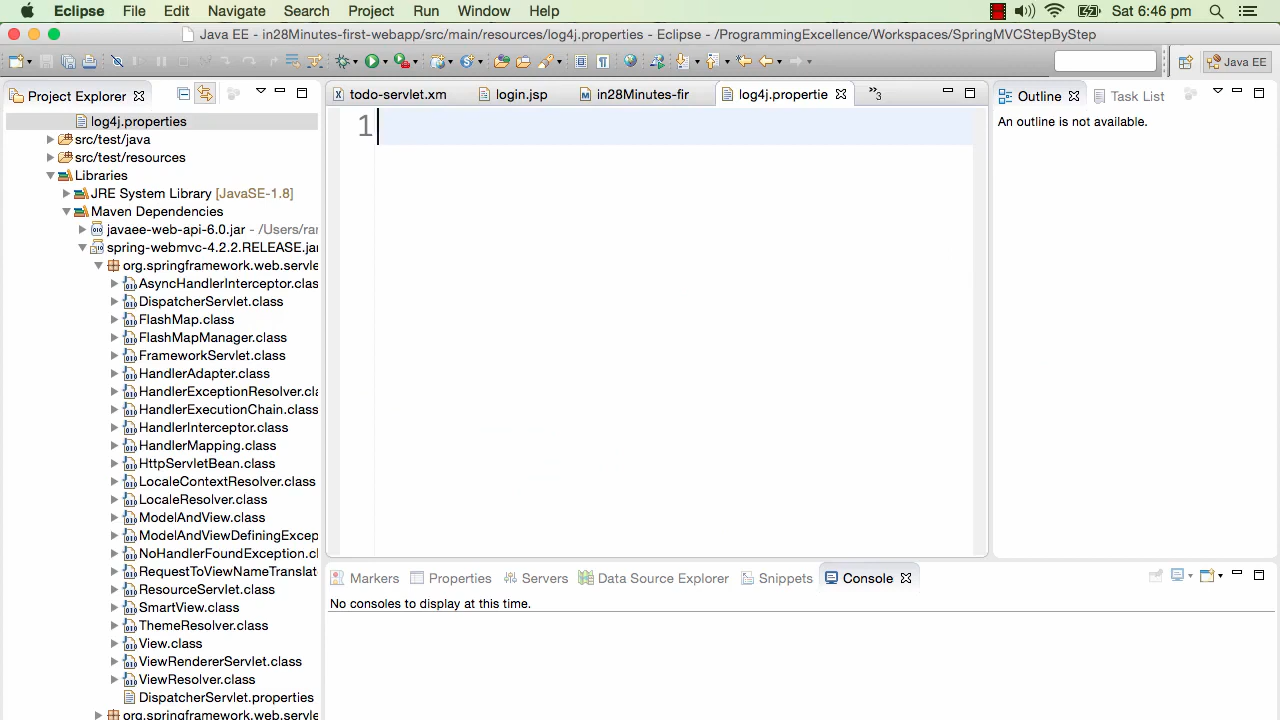 Eclipse File Edit Navigate Search Project Run Window Help Sat 6:46 pm
Java EE - in28Minutes-first-webapp/src/main/resources/log4j.properties - Eclipse - /ProgrammingExcellence/Workspaces/SpringMVCStepByStep
Java EE
Project Explorer
todo-servlet.xm login.jsp in28Minutes-fir log4j.propertie »3
Outline Task List
An outline is not available.
1
log4j.properties
src/test/java
src/test/resources
Libraries
JRE System Library [JavaSE-1.8]
Maven Dependencies
javaee-web-api-6.0.jar - /Users/rar
spring-webmvc-4.2.2.RELEASE.jar
org.springframework.web.servle
AsyncHandlerInterceptor.clas
DispatcherServlet.class
FlashMap.class
FlashMapManager.class
FrameworkServlet.class
HandlerAdapter.class
HandlerExceptionResolver.cla
HandlerExecutionChain.class
HandlerInterceptor.class
HandlerMapping.class
HttpServletBean.class
LocaleContextResolver.class
LocaleResolver.class
ModelAndView.class
ModelAndViewDefiningExcep
NoHandlerFoundException.cl
RequestToViewNameTranslat
ResourceServlet.class
SmartView.class
ThemeResolver.class
View.class
ViewRendererServlet.class
ViewResolver.class
DispatcherServlet.properties
org.springframework.web.servle
Markers Properties Servers Data Source Explorer Snippets Console
No consoles to display at this time.